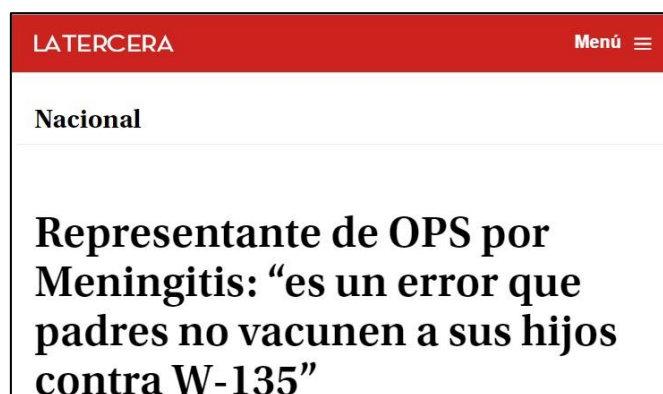 LATERCERA
Menú
Nacional
Representante de OPS por
Meningitis: “es un error que
padres no vacunen a sus hijos
contra W-135”